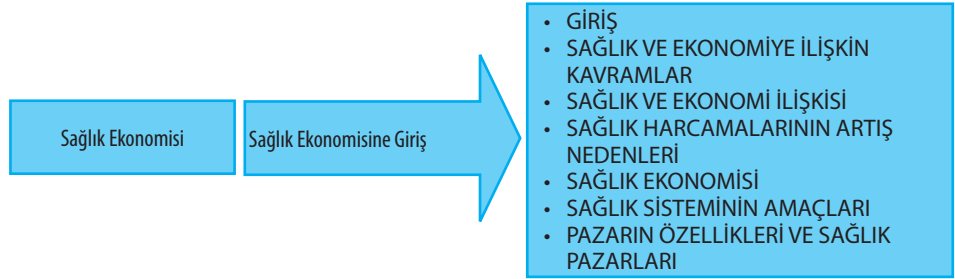 Sağlık Ekonomisi
Sağlık Ekonomisine Giriş
• GİRİŞ
• SAĞLIK VE EKONOMİYE İLİŞKİN
KAVRAMLAR
• SAĞLIK VE EKONOMİ İLİŞKİSİ
• SAĞLIK HARCAMALARININ ARTIŞ
NEDENLERİ
• SAĞLIK EKONOMİSİ
• SAĞLIK SİSTEMİNİN AMAÇLARI
• PAZARIN ÖZELLİKLERİ VE SAĞLIK
PAZARLARI